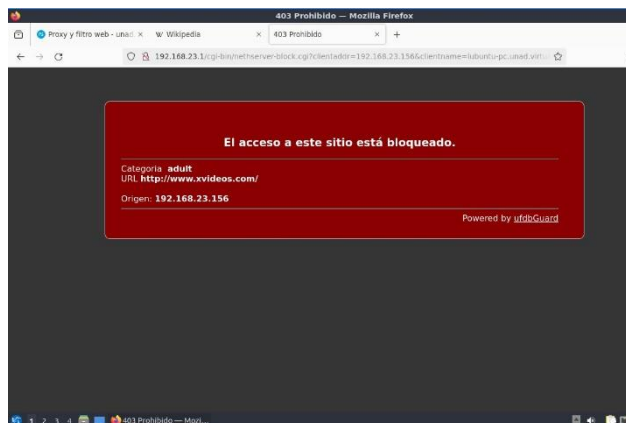 403 Prohibido — Mozilla Firefox
Proxy y filtro web - unad
W Wikipedia
403 Prohibido
192.168.23.1/cgi-bin/nethserver-block.cgi?clientaddr=192.168.23.156&clientname=lubuntu-pc.unad.virtu
El acceso a este sitio está bloqueado.
Categoria adult
URL http://www.xvideos.com/
Origen: 192.168.23.156
Powered by ufdbGuard
1 2 3 4 403 Prohibido — Mozi...